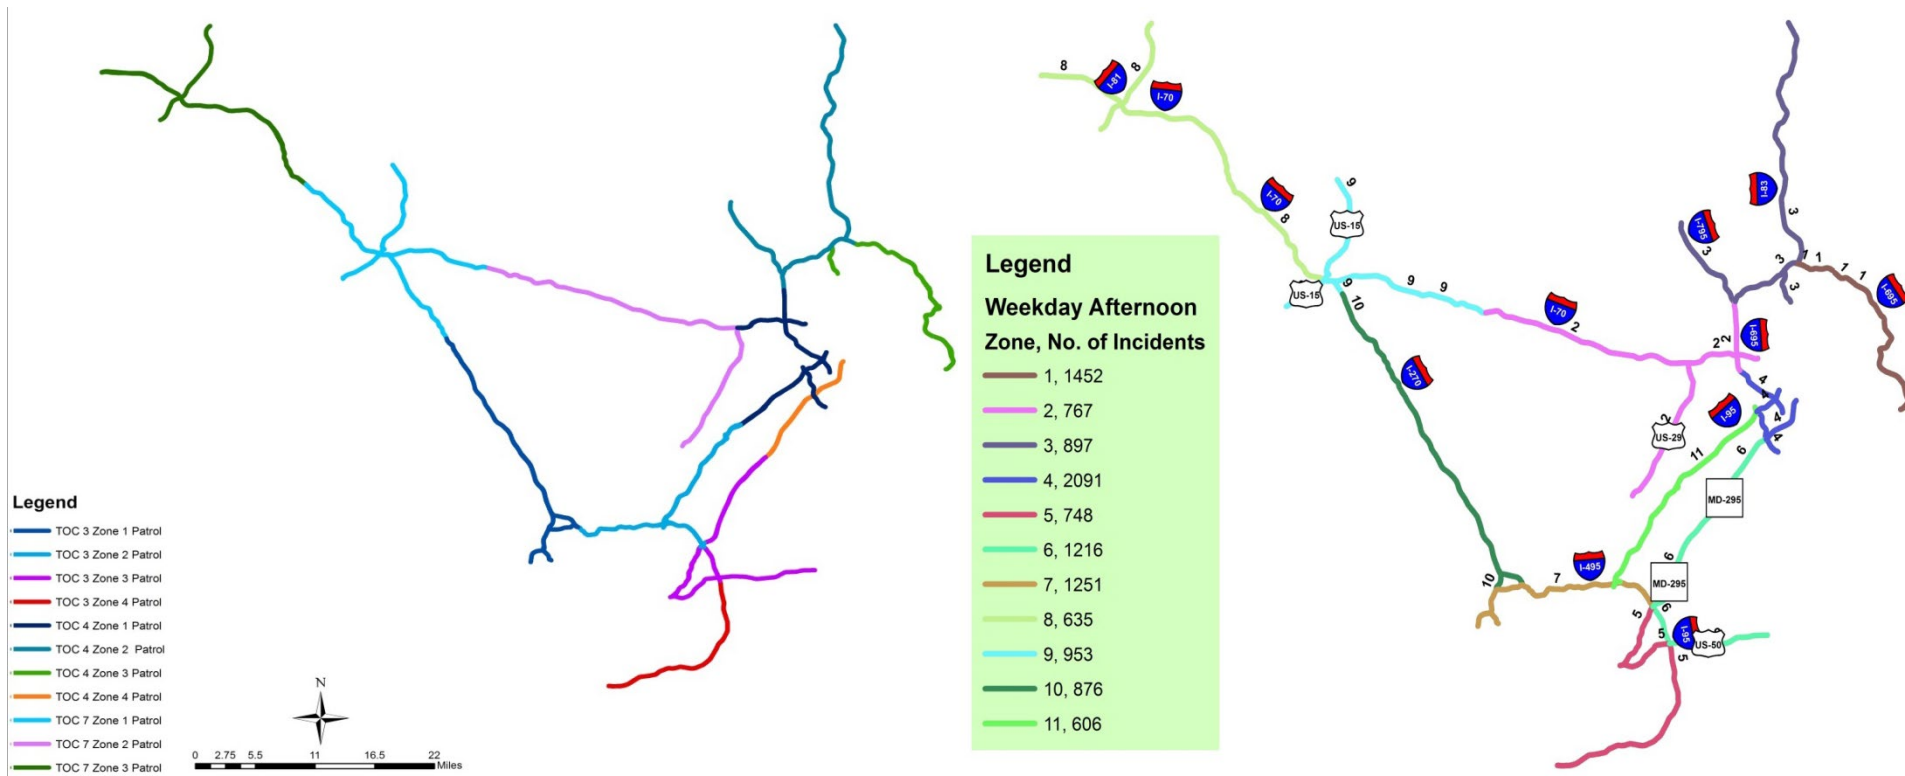 Legend
TOC 3 Zone 1 Patrol
TOC 3 Zone 2 Patrol
TOC 3 Zone 3 Patrol
TOC 3 Zone 4 Patrol
TOC 4 Zone 1 Patrol
TOC 4 Zone 2 Patrol
TOC 4 Zone 3 Patrol
TOC 4 Zone 4 Patrol
TOC 7 Zone 1 Patrol
TOC 7 Zone 2 Patrol
TOC 7 Zone 3 Patrol
N
0 2.75 5.5 11 16.5 22
Miles
Legend
Weekday Afternoon
Zone, No. of Incidents
1, 1452
2, 767
3, 897
4, 2091
5, 748
6, 1216
7, 1251
8, 635
9, 953
10, 876
11, 606
8
I-81
8
I-70
I-70
8
9
US-15
US-15
9
10
9
9
I-70
2
I-83
3
I-795
3
3
3
1
1
1
1
I-695
I-695
2
2
I-270
4
4
4
4
I-95
2
US-29
11
6
MD-295
6
MD-295
I-495
7
10
5
6
5
I-95
US-50
5